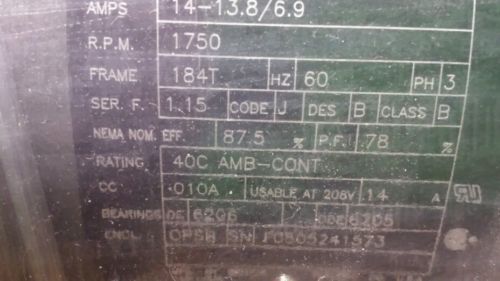 AMPS 14-13.8/6.9
R.P.M. 1750
FRAME 184T HZ 60 PH 3
SER. F. 1.15 CODE J DES B CLASS B
NEMA NOM. EFF 87.5 % P.F. .78 %
RATING 40C AMB-CONT
CC 010A USABLE AT 208V 14 A
BEARINGS DE 6206 ODE 6205
ENCL OPSB SN F0805241573